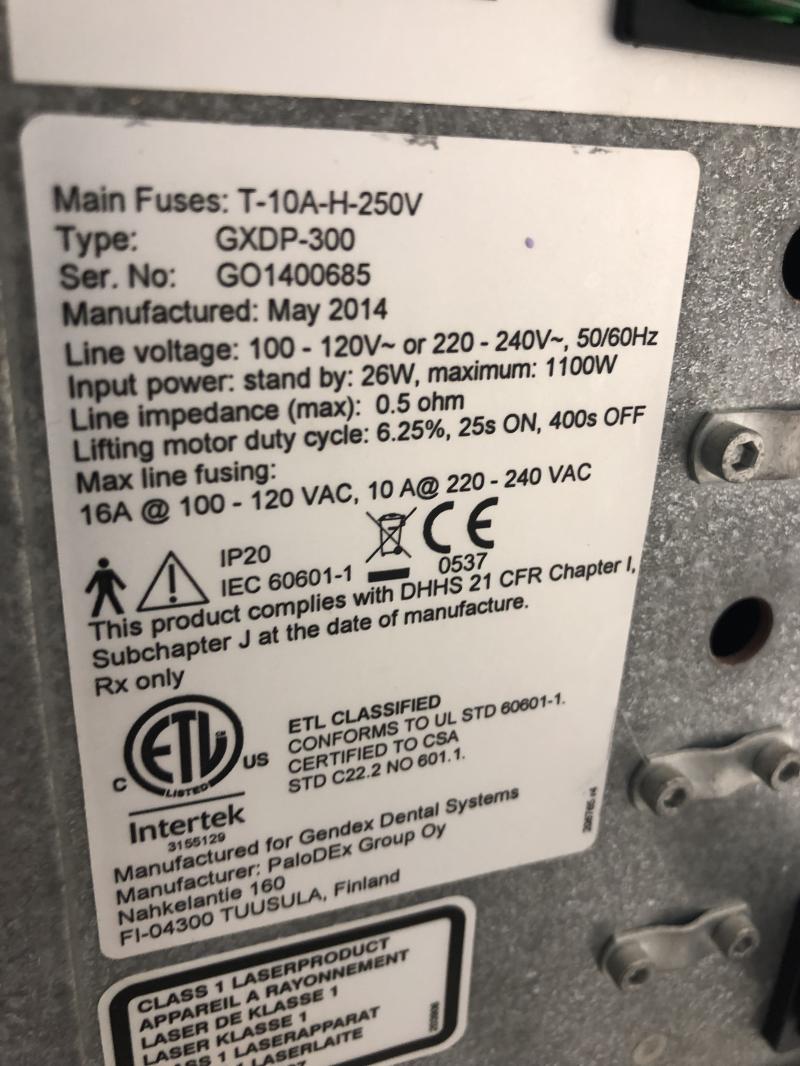 Main Fuses: T-10A-H-250V
Type: GXDP-300
Ser. No: GO1400685
Manufactured: May 2014
Line voltage: 100 - 120V~ or 220 - 240V~, 50/60Hz
Input power: stand by: 26W, maximum: 1100W
Line impedance (max): 0.5 ohm
Lifting motor duty cycle: 6.25%, 25s ON, 400s OFF
Max line fusing:
16A @ 100 - 120 VAC, 10 A@ 220 - 240 VAC
IP20
IEC 60601-1
CE
0537
This product complies with DHHS 21 CFR Chapter I,
Subchapter J at the date of manufacture.
Rx only
ETL CLASSIFIED
CONFORMS TO UL STD 60601-1.
CERTIFIED TO CSA
STD C22.2 NO 601.1.
C ETL US
LISTED
Intertek
3155129
Manufactured for Gendex Dental Systems
Manufacturer: PaloDEx Group Oy
Nahkelantie 160
FI-04300 TUUSULA, Finland
CLASS 1 LASERPRODUCT
APPAREIL A RAYONNEMENT
LASER DE KLASSE 1
LASER KLASSE 1
1 LASERAPPARAT
LASERLAITE